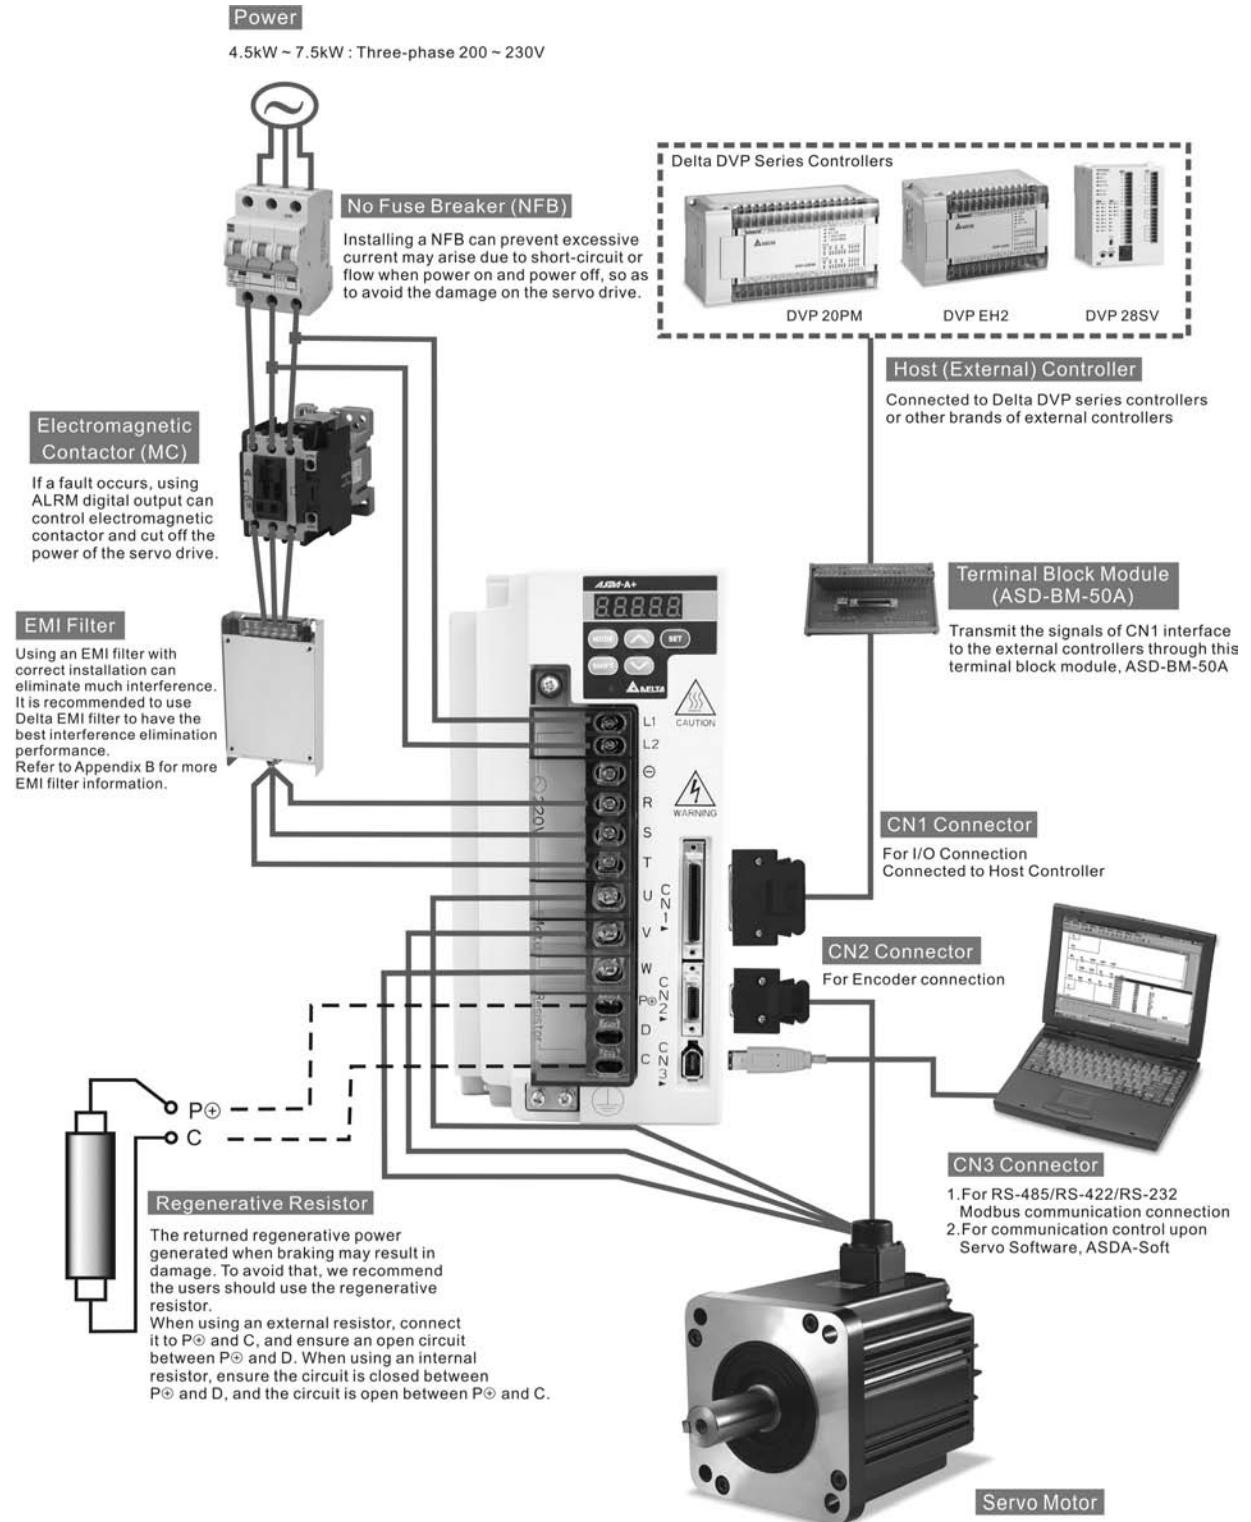 Power
4.5kW ~ 7.5kW : Three-phase 200 ~ 230V
No Fuse Breaker (NFB)
Installing a NFB can prevent excessive
current may arise due to short-circuit or
flow when power on and power off, so as
to avoid the damage on the servo drive.
Delta DVP Series Controllers
DVP 20PM
DVP EH2
DVP 28SV
Host (External) Controller
Connected to Delta DVP series controllers
or other brands of external controllers
Electromagnetic
Contactor (MC)
If a fault occurs, using
ALRM digital output can
control electromagnetic
contactor and cut off the
power of the servo drive.
Terminal Block Module
(ASD-BM-50A)
Transmit the signals of CN1 interface
to the external controllers through this
terminal block module, ASD-BM-50A
EMI Filter
Using an EMI filter with
correct installation can
eliminate much interference.
It is recommended to use
Delta EMI filter to have the
best interference elimination
performance.
Refer to Appendix B for more
EMI filter information.
ASDA-A+
MODE
SET
SHIFT
DELTA
CAUTION
WARNING
L1
L2
⊖
R
S
T
U
V
W
P⊕
D
C
220V
Motor
Resistor
CN1
CN2
CN3
CN1 Connector
For I/O Connection
Connected to Host Controller
CN2 Connector
For Encoder connection
CN3 Connector
1.For RS-485/RS-422/RS-232
Modbus communication connection
2.For communication control upon
Servo Software, ASDA-Soft
P⊕
C
Regenerative Resistor
The returned regenerative power
generated when braking may result in
damage. To avoid that, we recommend
the users should use the regenerative
resistor.
When using an external resistor, connect
it to P⊕ and C, and ensure an open circuit
between P⊕ and D. When using an internal
resistor, ensure the circuit is closed between
P⊕ and D, and the circuit is open between P⊕ and C.
Servo Motor